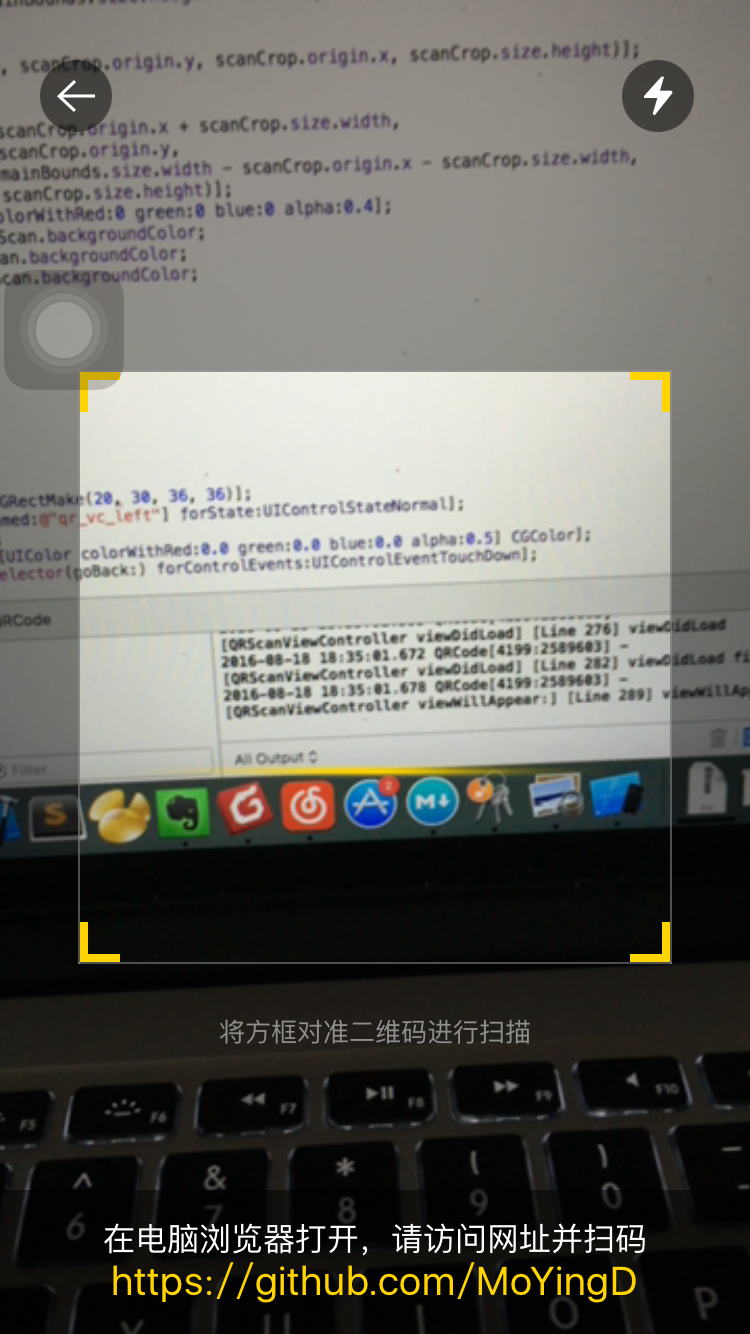 , scanCrop.origin.y, scanCrop.origin.x, scanCrop.size.height)];
scanCrop.origin.x + scanCrop.size.width,
scanCrop.origin.y,
mainBounds.size.width - scanCrop.origin.x - scanCrop.size.width,
scanCrop.size.height)];
olorWithRed:0 green:0 blue:0 alpha:0.4];
Scan.backgroundColor;
an.backgroundColor;
scan.backgroundColor;
GRectMake(20, 30, 36, 36)];
med:@"qr_vc_left"] forState:UIControlStateNormal];
[UIColor colorWithRed:0.0 green:0.0 blue:0.0 alpha:0.5] CGColor];
elector(goBack:) forControlEvents:UIControlEventTouchDown];
QRCode
[QRScanViewController viewDidLoad] [Line 276] viewDidLoad
2016-08-18 18:35:01.672 QRCode[4199:2589603] -
[QRScanViewController viewDidLoad] [Line 282] viewDidLoad fi
2016-08-18 18:35:01.678 QRCode[4199:2589603] -
[QRScanViewController viewWillAppear:] [Line 289] viewWillAp
All Output
Filter
S
2
M
将方框对准二维码进行扫描
F5 F6 F7 F8 F9 F10
^ & * ( ) —
6 7 8 9 0 -
在电脑浏览器打开，请访问网址并扫码
https://github.com/MoYingD
Y U I O P